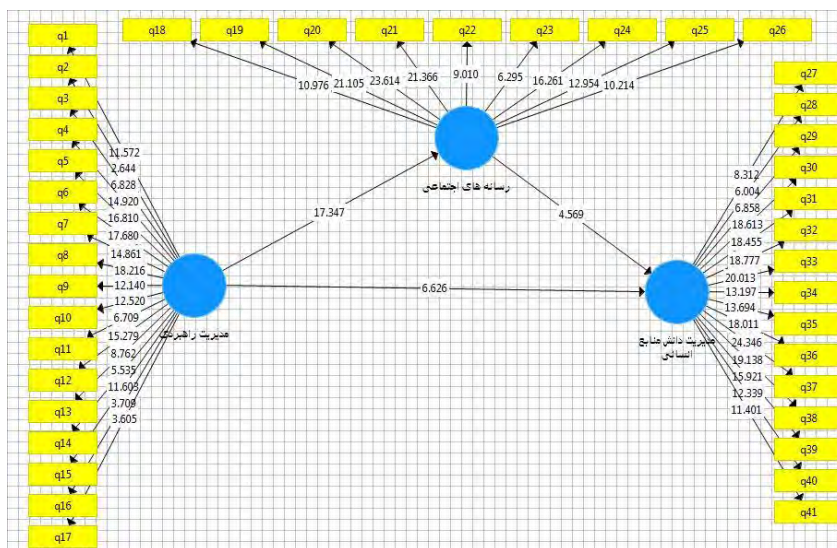 q18 q19 q20 q21 q22 q23 q24 q25 q26
10.976 21.105 23.614 21.366 9.010 6.295 16.261 12.954 10.214
رسانه های اجتماعی
q1
q2
q3
q4
q5
q6
q7
q8
q9
q10
q11
q12
q13
q14
q15
q16
q17
11.572
2.644
6.828
14.920
16.810
17.680
14.861
18.216
12.140
12.520
6.709
15.279
8.762
5.535
11.603
3.709
3.605
مدیریت راهبردی
17.347
4.569
6.626
مدیریت دانش منابع
انسانی
8.312
6.004
6.858
18.613
18.455
18.777
20.013
13.197
13.694
18.011
24.346
19.138
15.921
12.339
11.401
q27
q28
q29
q30
q31
q32
q33
q34
q35
q36
q37
q38
q39
q40
q41